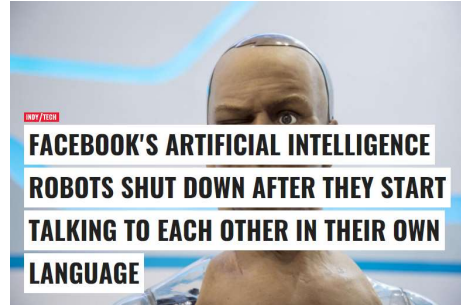 INDY/TECH
FACEBOOK'S ARTIFICIAL INTELLIGENCE
ROBOTS SHUT DOWN AFTER THEY START
TALKING TO EACH OTHER IN THEIR OWN
LANGUAGE